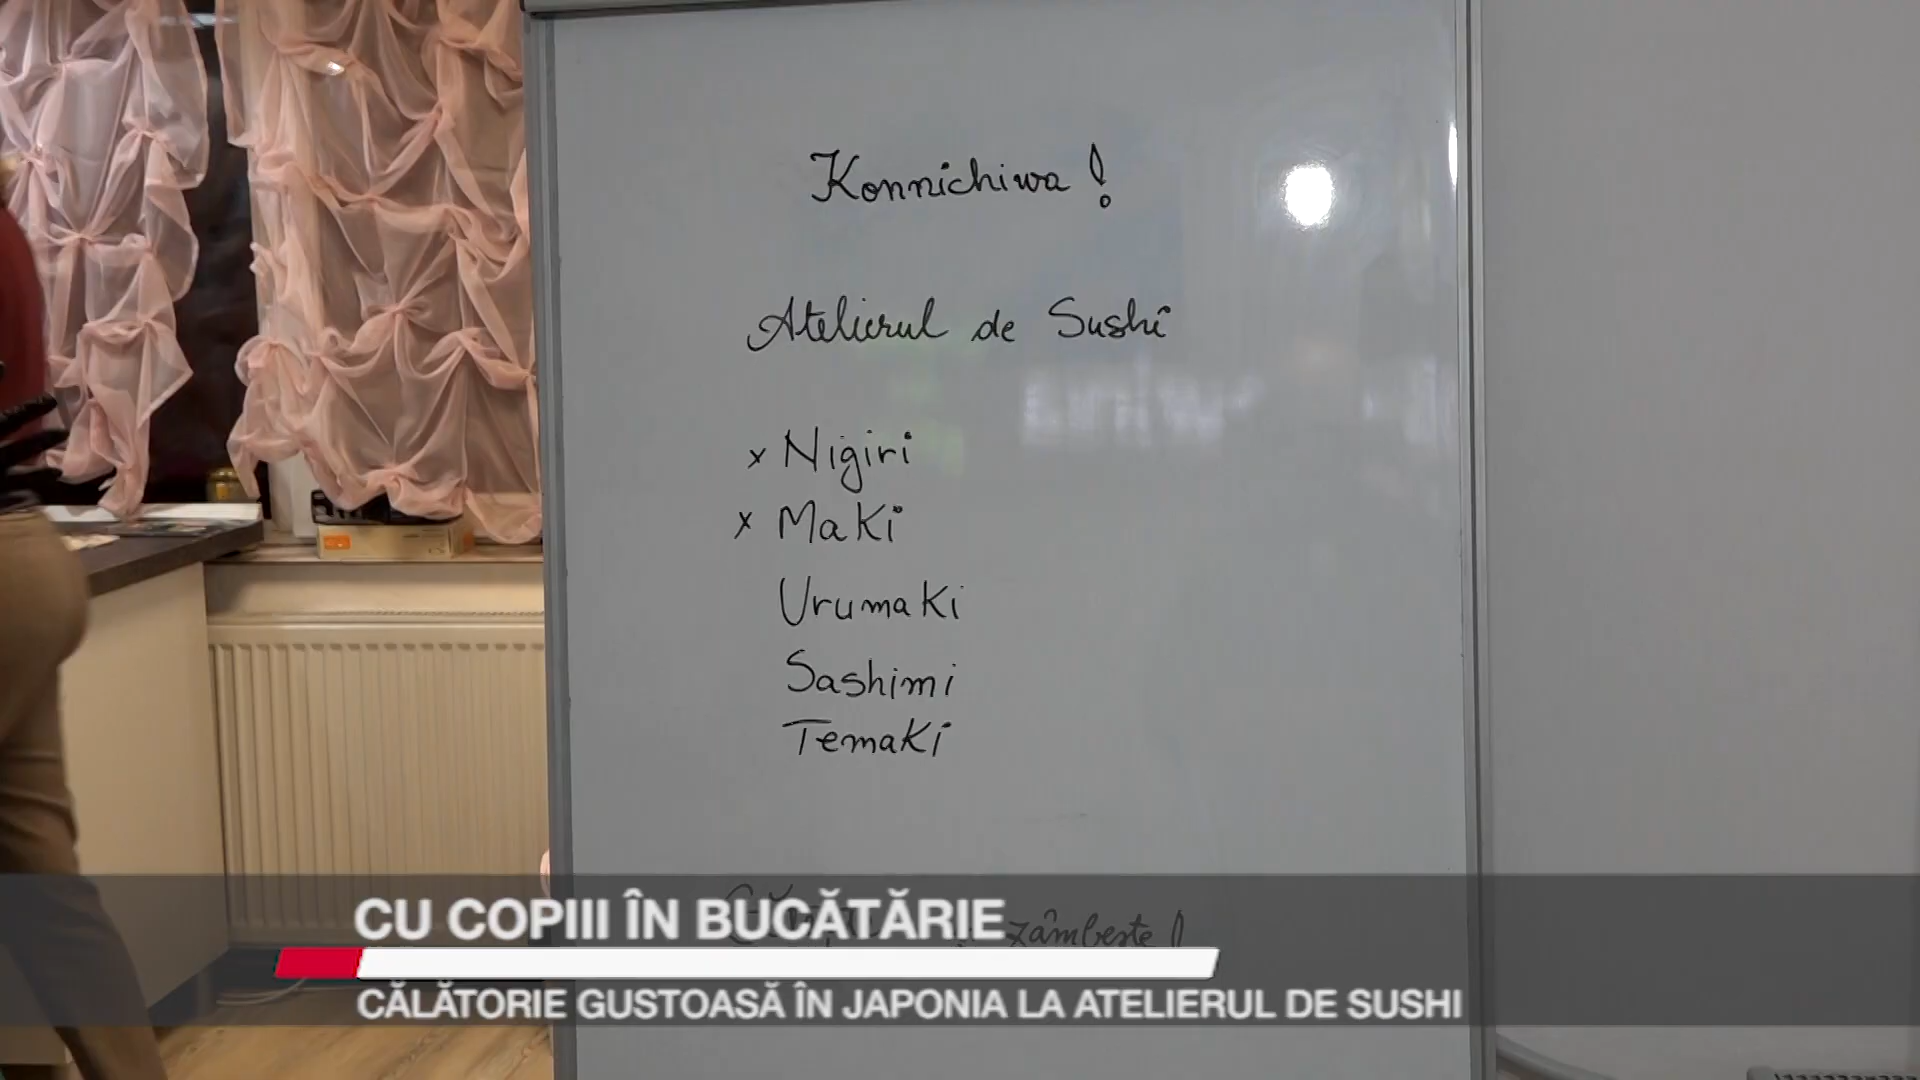 Konnichiwa !
Atelierul de Sushi
x Nigiri
x Maki
Urumaki
Sashimi
Temaki
zâmbeste !
CU COPIII ÎN BUCĂTĂRIE
CĂLĂTORIE GUSTOASĂ ÎN JAPONIA LA ATELIERUL DE SUSHI